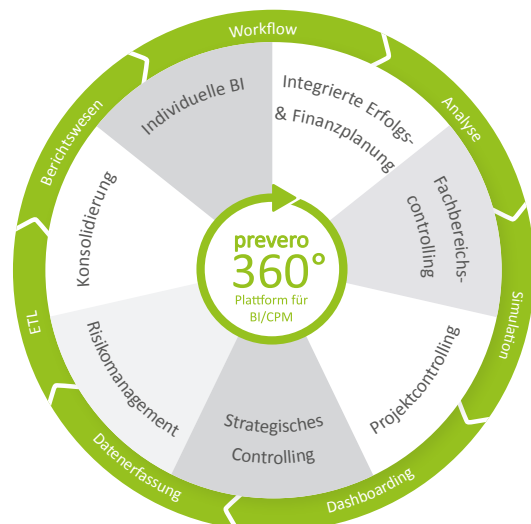 Workflow
Analyse
Simulation
Dashboarding
Datenerfassung
ETL
Berichtswesen
Individuelle BI
Integrierte Erfolgs-
& Finanzplanung
Fachbereichs-
controlling
Projektcontrolling
Strategisches
Controlling
Risikomanagement
Konsolidierung
prevero
360°
Plattform für
BI/CPM